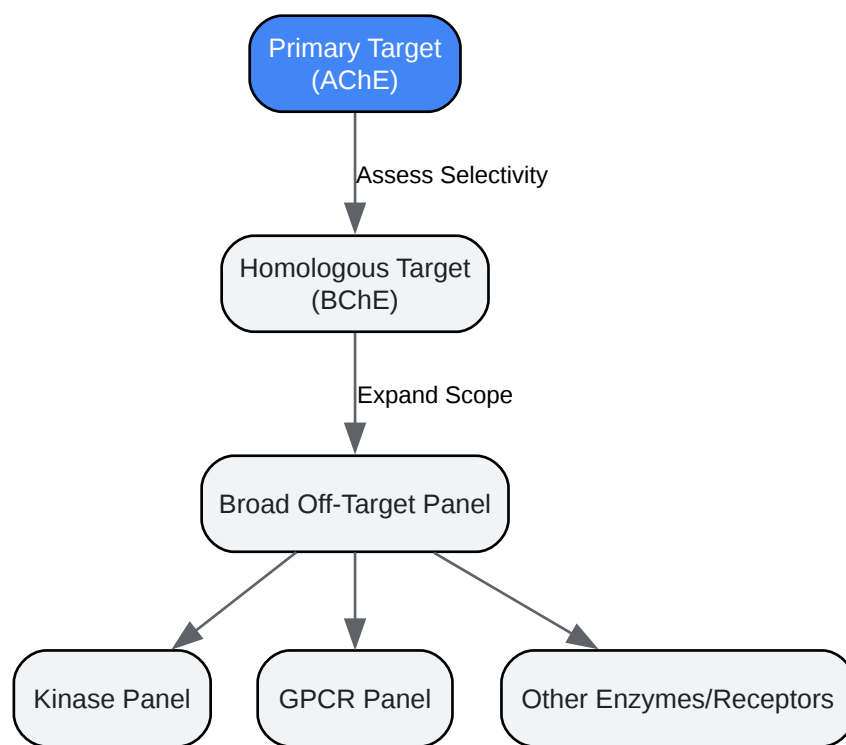 Primary Target
(AChE)
Assess Selectivity
Homologous Target
(BChE)
Expand Scope
Broad Off-Target Panel
Kinase Panel
GPCR Panel
Other Enzymes/Receptors